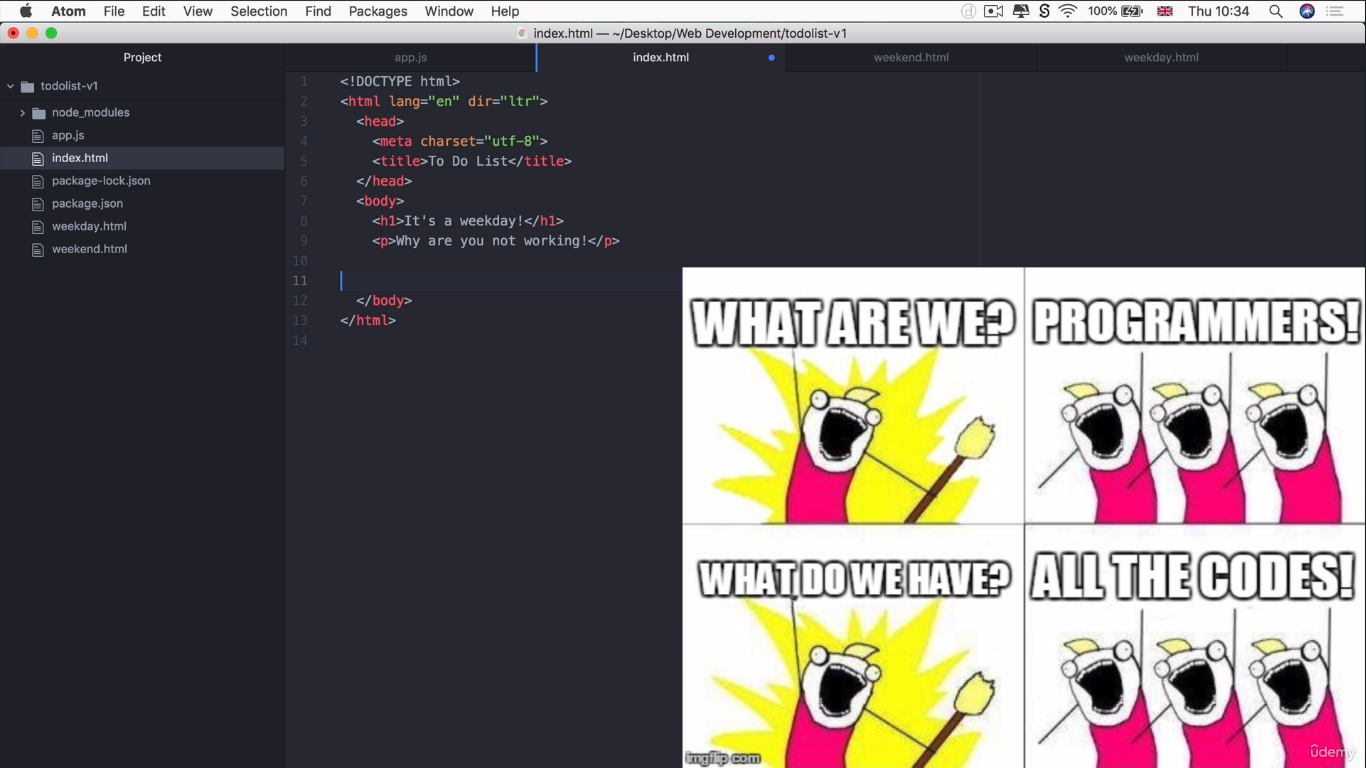 Atom File Edit View Selection Find Packages Window Help 100% Thu 10:34
index.html — ~/Desktop/Web Development/todolist-v1
Project
app.js
index.html
weekend.html
weekday.html
todolist-v1
node_modules
app.js
index.html
package-lock.json
package.json
weekday.html
weekend.html
1 <!DOCTYPE html>
2 <html lang="en" dir="ltr">
3 <head>
4 <meta charset="utf-8">
5 <title>To Do List</title>
6 </head>
7 <body>
8 <h1>It's a weekday!</h1>
9 <p>Why are you not working!</p>
10
11
12 </body>
13 </html>
14
WHAT ARE WE?
PROGRAMMERS!
WHAT DO WE HAVE?
ALL THE CODES!
imgflip.com
ûdemy